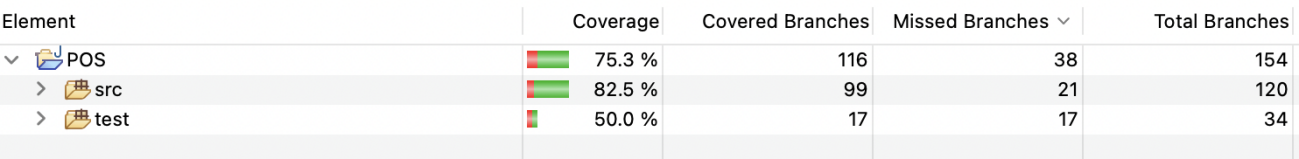 Element Coverage Covered Branches Missed Branches Total Branches
POS 75.3 % 116 38 154
src 82.5 % 99 21 120
test 50.0 % 17 17 34